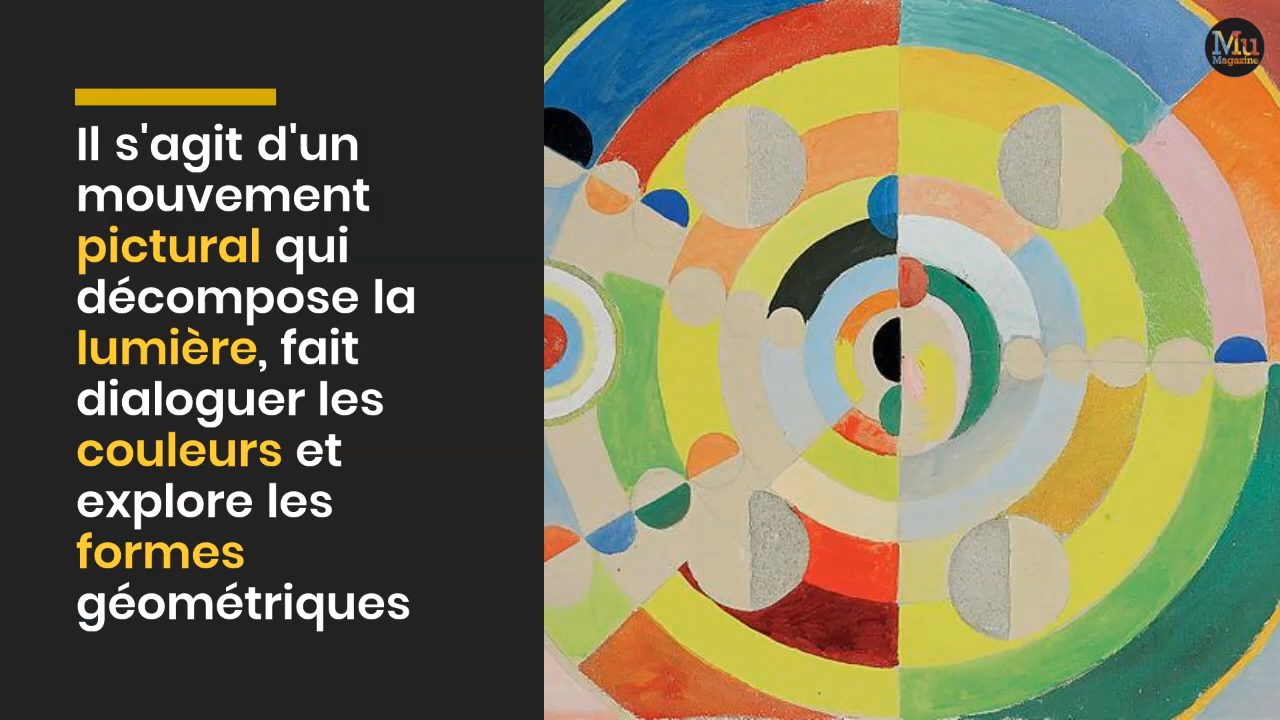 Il s'agit d'un
mouvement
pictural qui
décompose la
lumière, fait
dialoguer les
couleurs et
explore les
formes
géométriques
Mu
Magazine